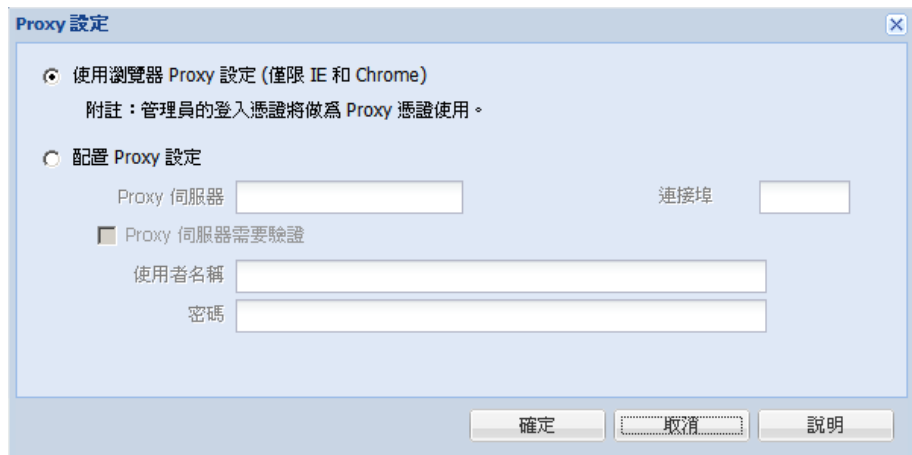 Proxy 設定
使用瀏覽器 Proxy 設定 (僅限 IE 和 Chrome)
附註：管理員的登入憑證將做為 Proxy 憑證使用。
配置 Proxy 設定
Proxy 伺服器 連接埠
Proxy 伺服器需要驗證
使用者名稱
密碼
確定 取消 說明